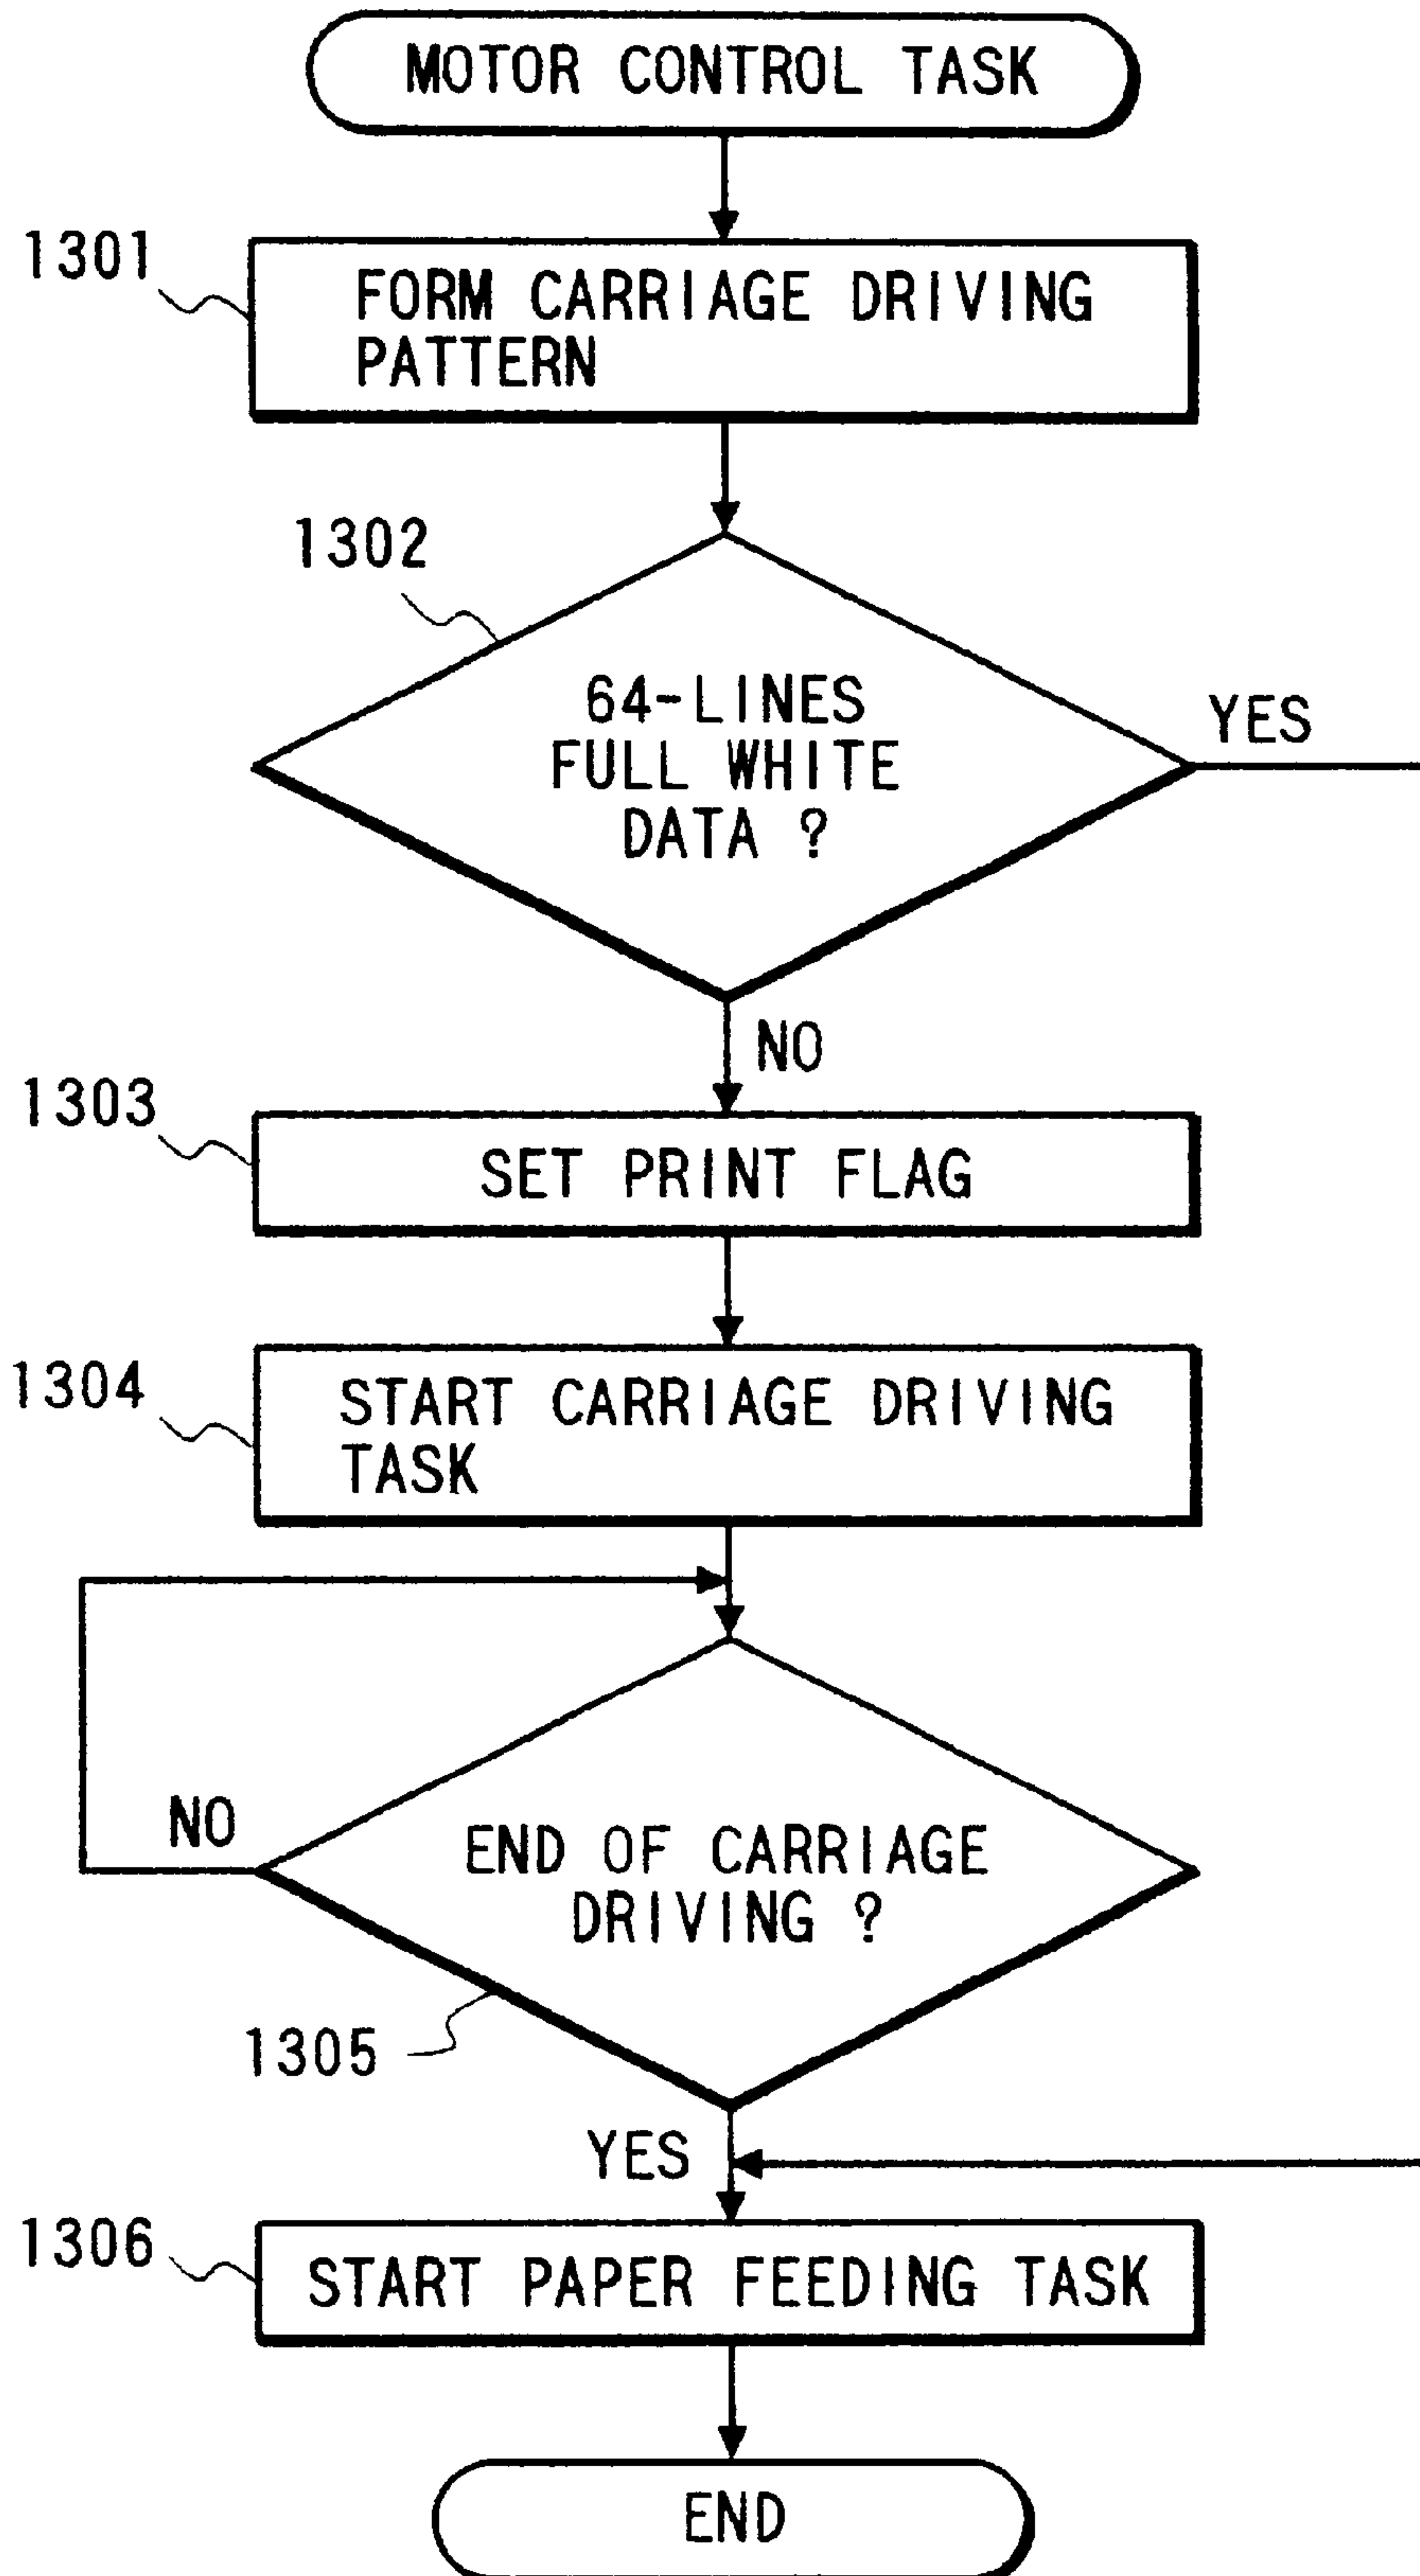 MOTOR CONTROL TASK
1301
FORM CARRIAGE DRIVING
PATTERN
1302
64-LINES
FULL WHITE
DATA ?
YES
NO
1303
SET PRINT FLAG
1304
START CARRIAGE DRIVING
TASK
NO
END OF CARRIAGE
DRIVING ?
1305
YES
1306
START PAPER FEEDING TASK
END